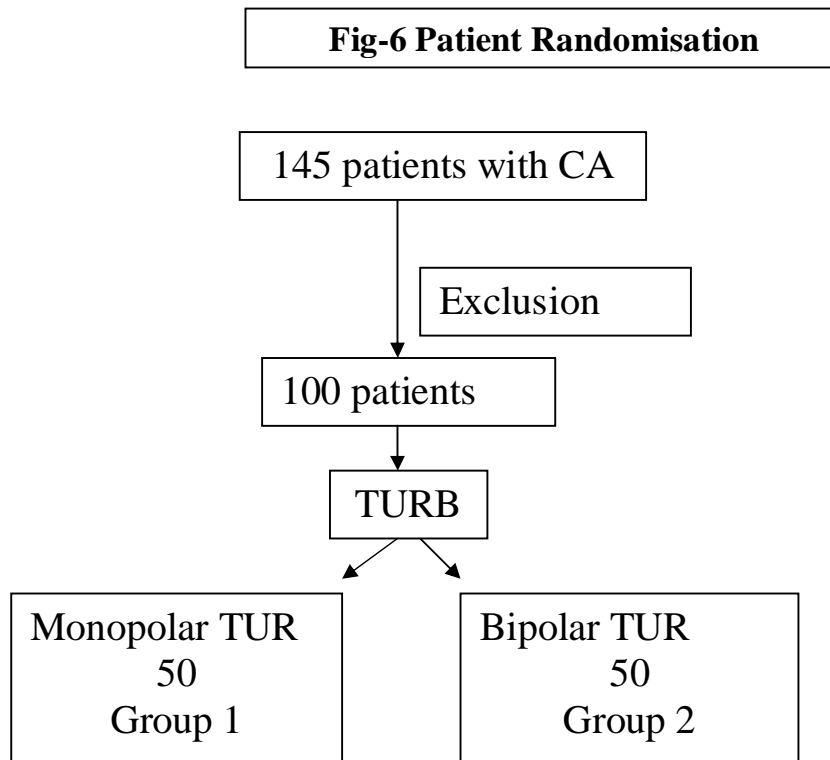 Fig-6 Patient Randomisation
145 patients with CA
Exclusion
100 patients
TURB
Monopolar TUR
50
Group 1
Bipolar TUR
50
Group 2